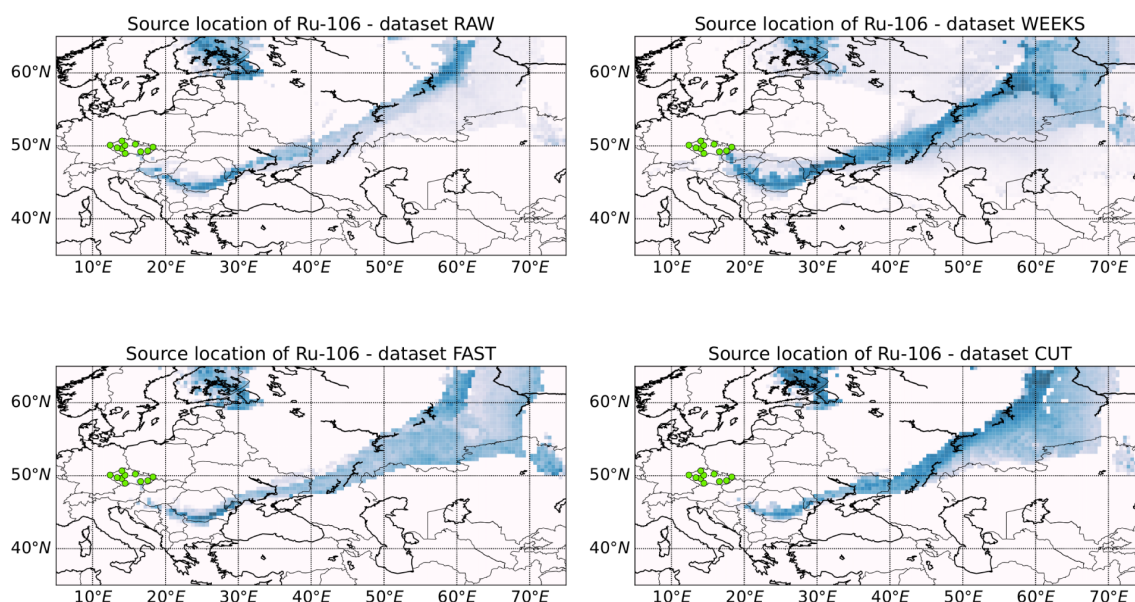 Source location of Ru-106 - dataset RAW
60°N
50°N
40°N
10°E 20°E 30°E 40°E 50°E 60°E 70°E
Source location of Ru-106 - dataset WEEKS
60°N
50°N
40°N
10°E 20°E 30°E 40°E 50°E 60°E 70°E
Source location of Ru-106 - dataset FAST
60°N
50°N
40°N
10°E 20°E 30°E 40°E 50°E 60°E 70°E
Source location of Ru-106 - dataset CUT
60°N
50°N
40°N
10°E 20°E 30°E 40°E 50°E 60°E 70°E